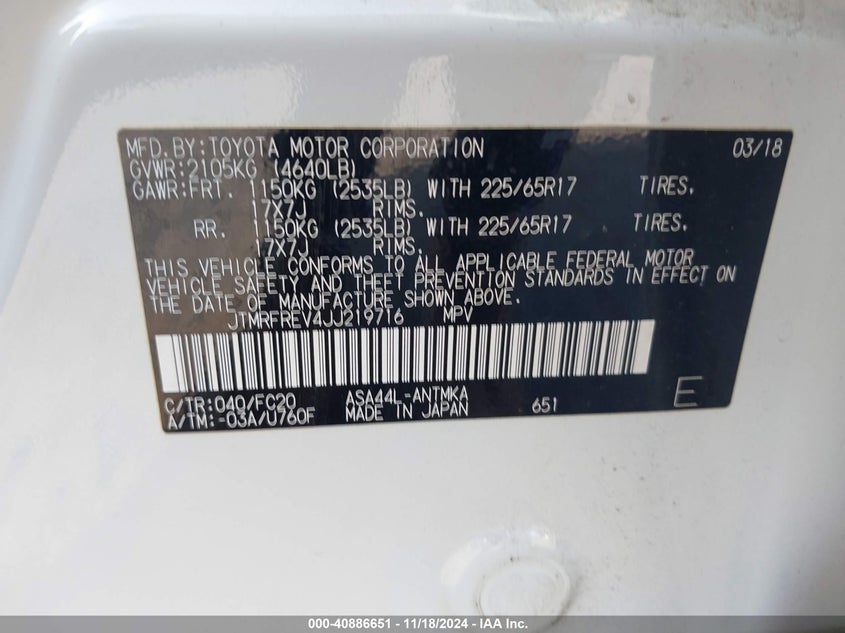 MFD.BY:TOYOTA MOTOR CORPORATION 03/18
GVWR:2105KG (4640LB)
GAWR:FRT. 1150KG (2535LB) WITH 225/65R17 TIRES.
17X7J RIMS.
RR. 1150KG (2535LB) WITH 225/65R17 TIRES.
17X7J RIMS.
THIS VEHICLE CONFORMS TO ALL APPLICABLE FEDERAL MOTOR
VEHICLE SAFETY AND THEFT PREVENTION STANDARDS IN EFFECT ON
THE DATE OF MANUFACTURE SHOWN ABOVE.
JTMRFREV4JJ219716 MPV
C/TR:040/FC20 ASA44L-ANTMKA
A/TM:-03A/U760F MADE IN JAPAN 651 E
000-40886651 - 11/18/2024 - IAA Inc.